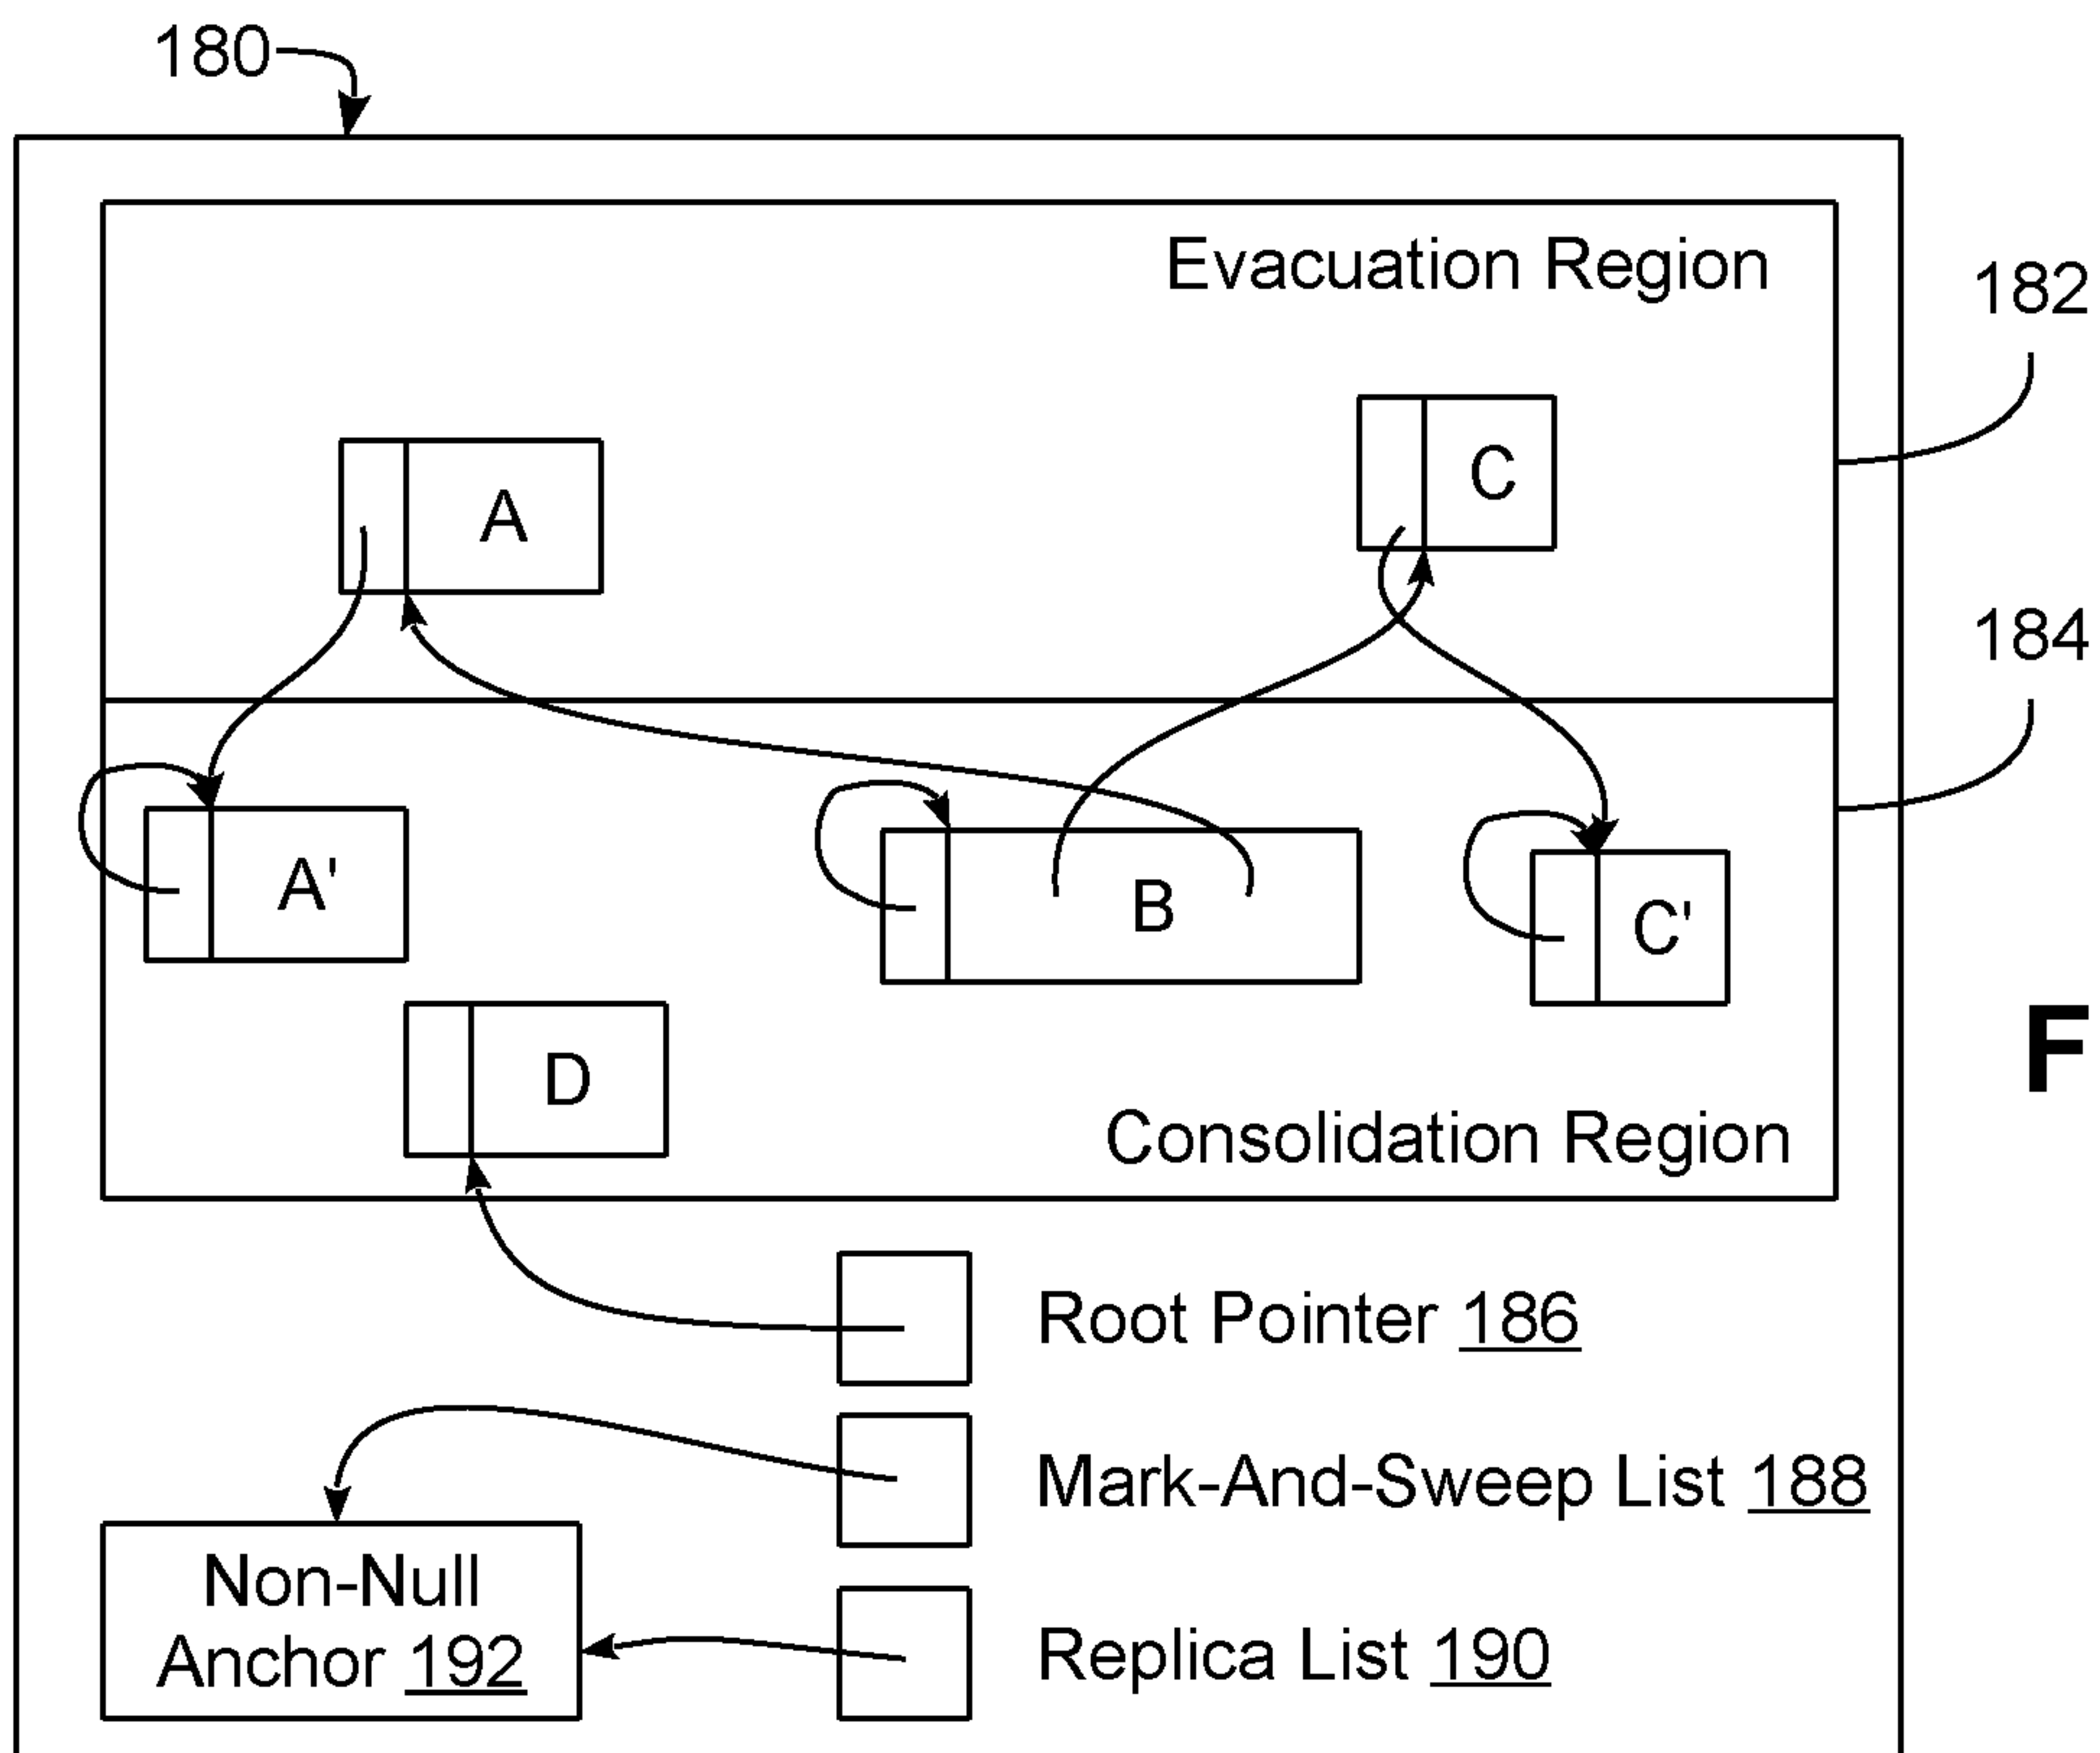 180
Evacuation Region
182
C
A
184
A'
B
C'
F
D
Consolidation Region
Root Pointer 186
Mark-And-Sweep List 188
Non-Null
Anchor 192
Replica List 190